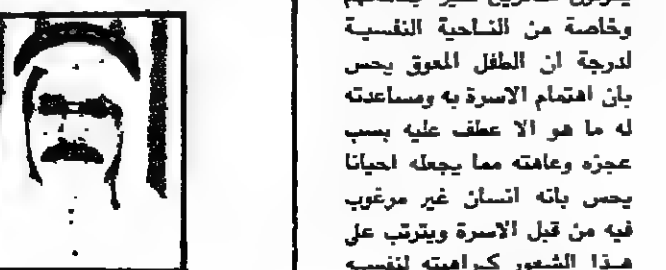 وخاصة من الناحية النفسية
لدرجة ان الطفل المعوق يحس
بان اهتمام الاسرة به ومساعدته
له ما هو الا عطف عليه بسب
عجزه وعاهته مما يجعله احيانا
يحس بانه انسان غير مرغوب
فيه من قبل الاسرة ويترتب على
هذا الشعور كراهيته لنفسه